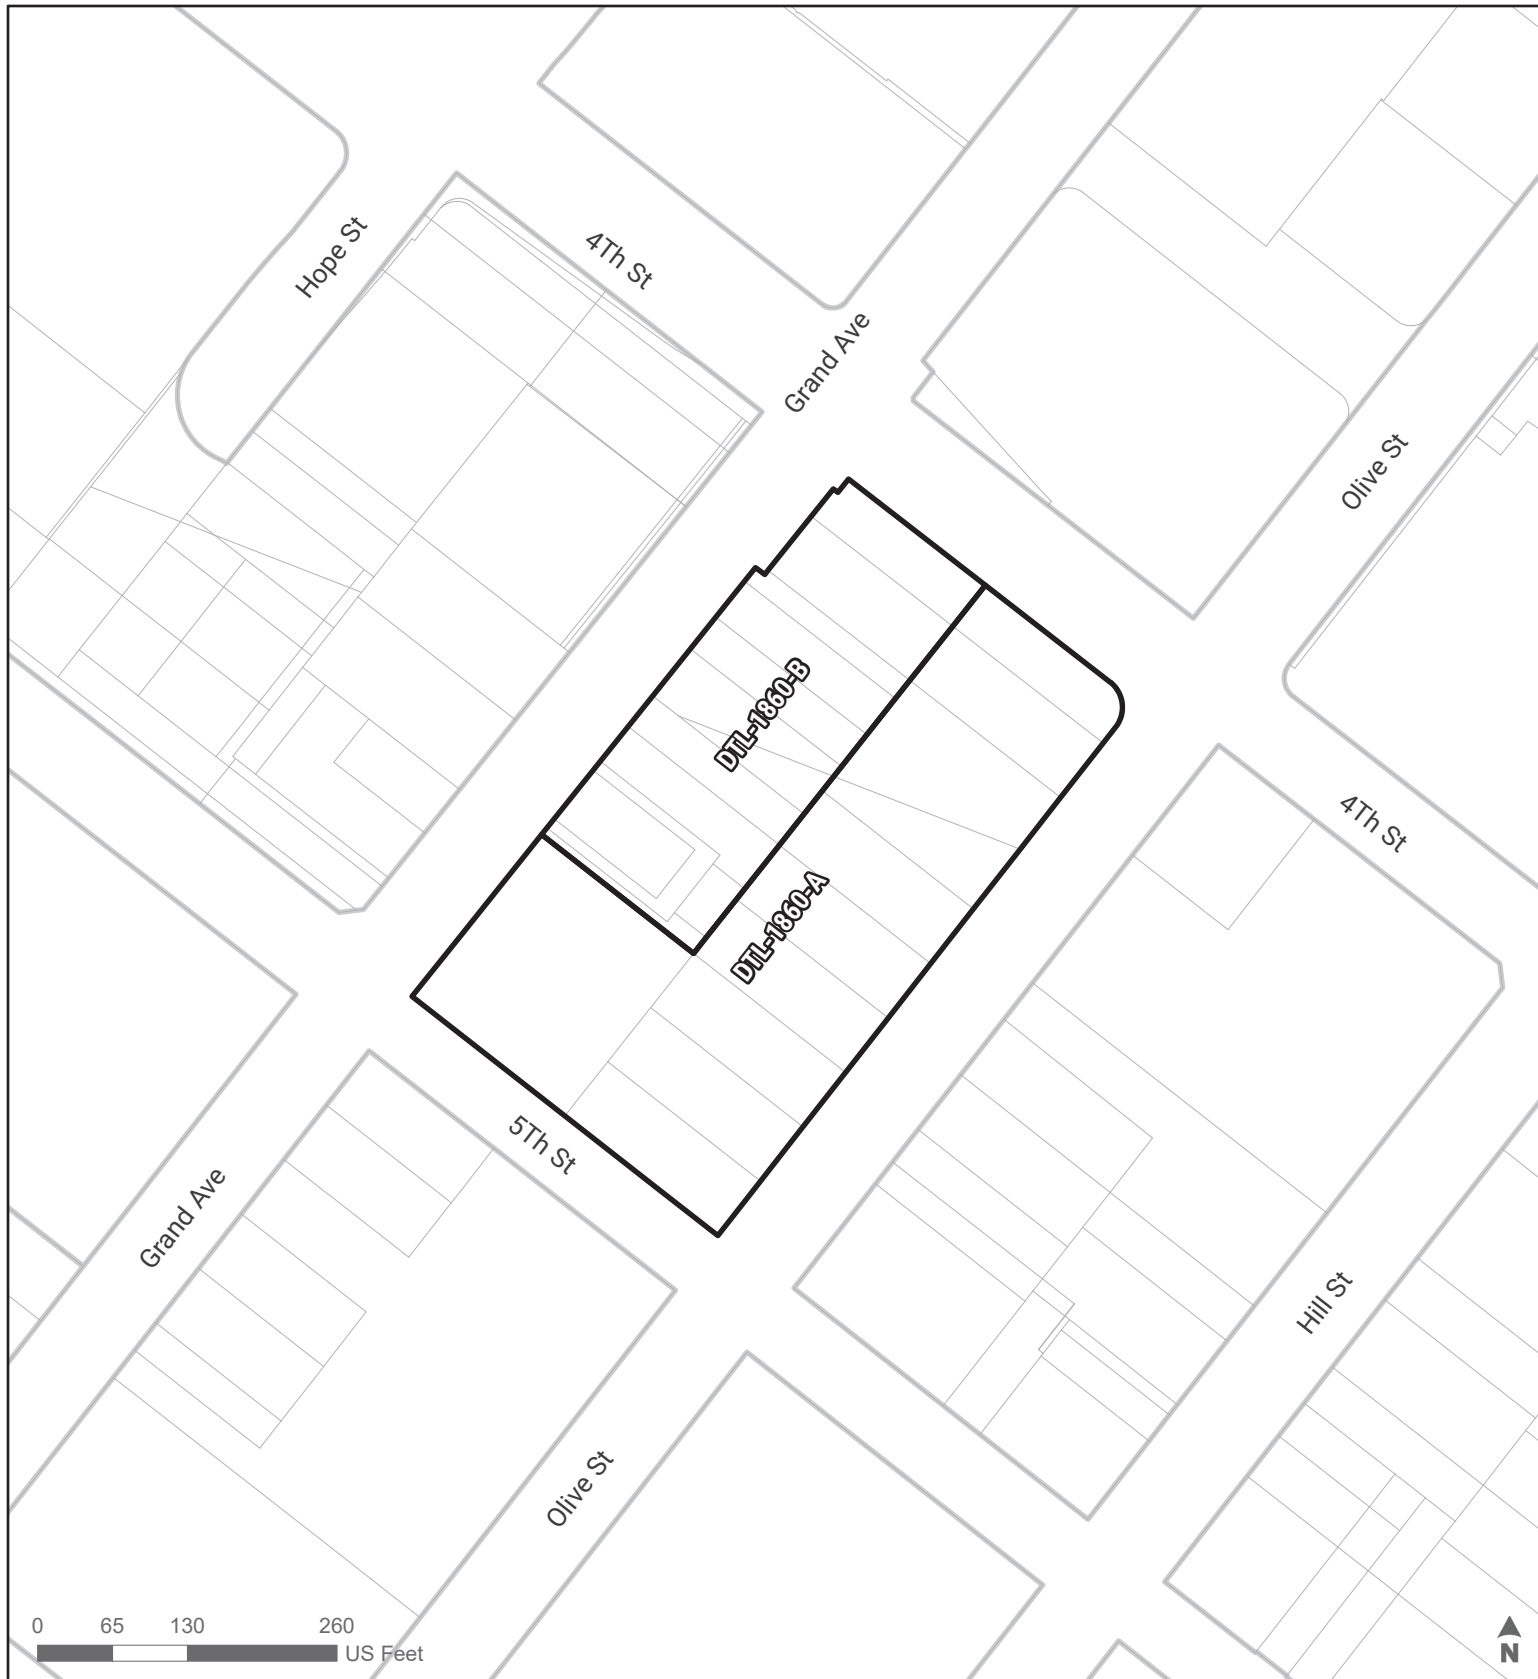 Hope St
4Th St
Grand Ave
Olive St
DTL-1860-B
4Th St
DTL-1860-A
5Th St
Grand Ave
Hill St
Olive St
0 65 130 260
US Feet
N